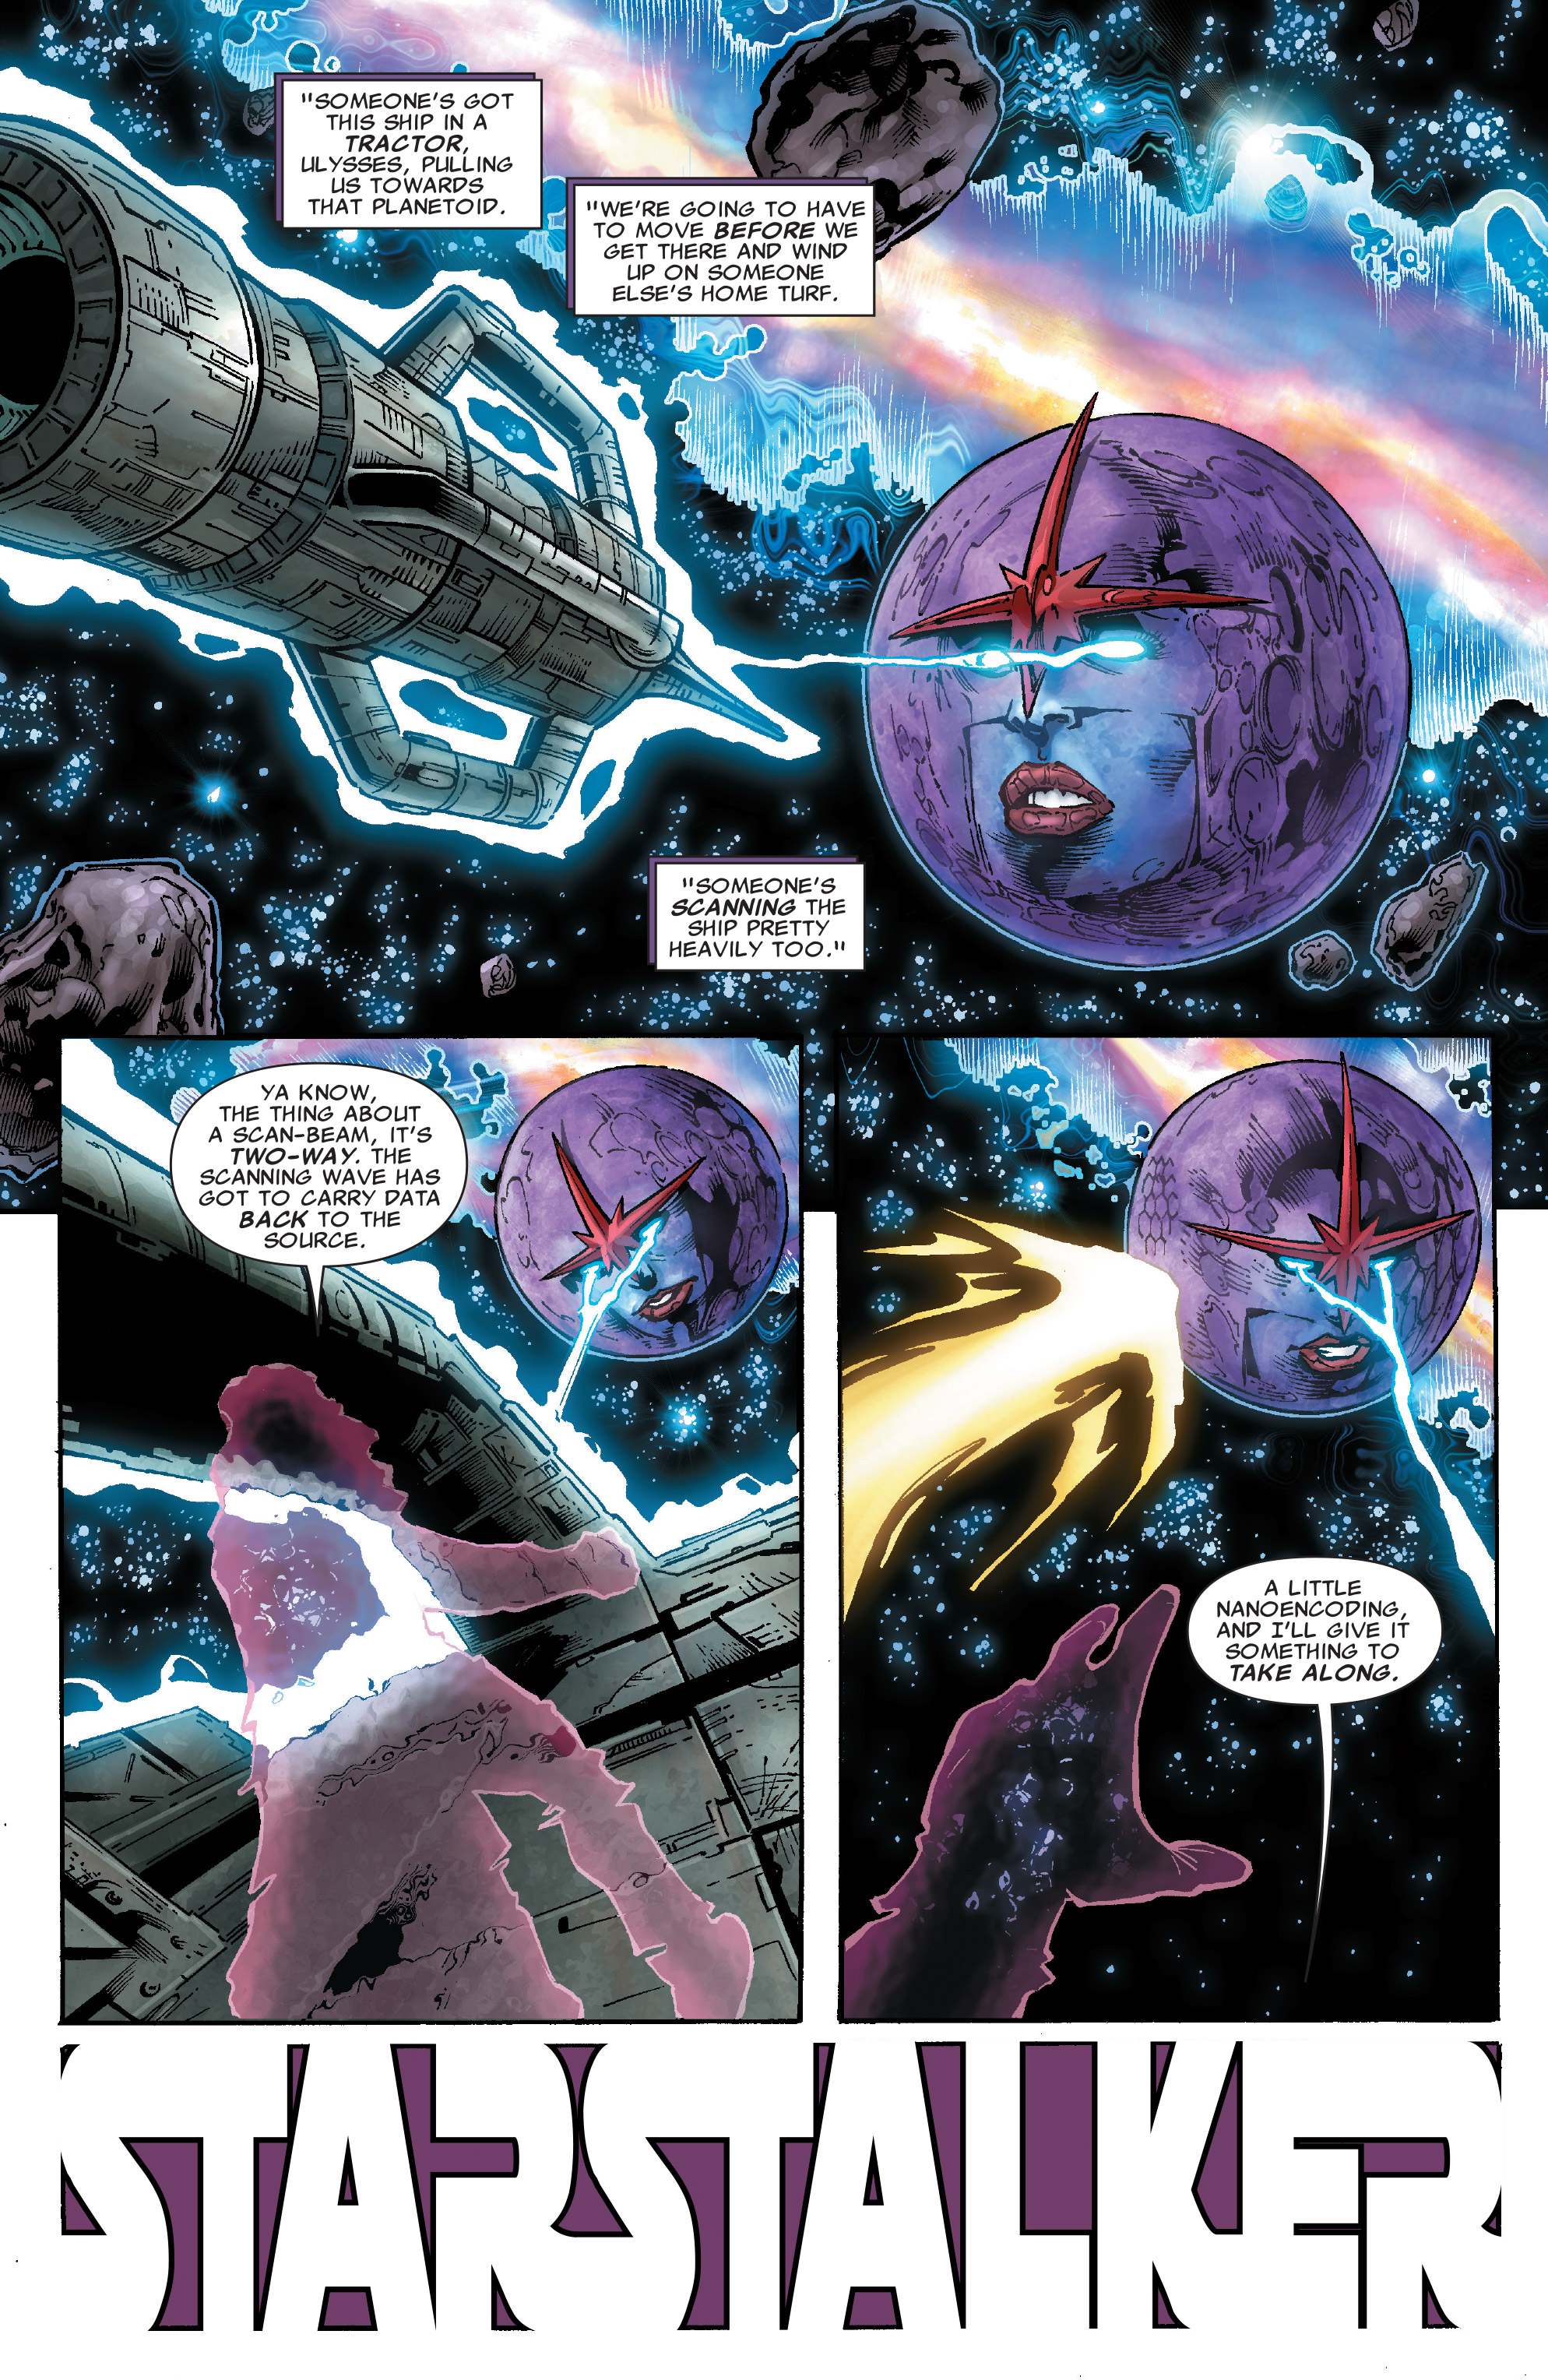 "SOMEONE'S GOT
THIS SHIP IN A
TRACTOR,
ULYSSES, PULLING
US TOWARDS
THAT PLANETOID.
"WE'RE GOING TO HAVE
TO MOVE BEFORE WE
GET THERE AND WIND
UP ON SOMEONE
ELSE'S HOME TURF.
"SOMEONE'S
SCANNING THE
SHIP PRETTY
HEAVILY TOO."
YA KNOW,
THE THING ABOUT
A SCAN-BEAM, IT'S
TWO-WAY. THE
SCANNING WAVE HAS
GOT TO CARRY DATA
BACK TO THE
SOURCE.
A LITTLE
NANOENCODING,
AND I'LL GIVE IT
SOMETHING TO
TAKE ALONG.
STARSTALKER